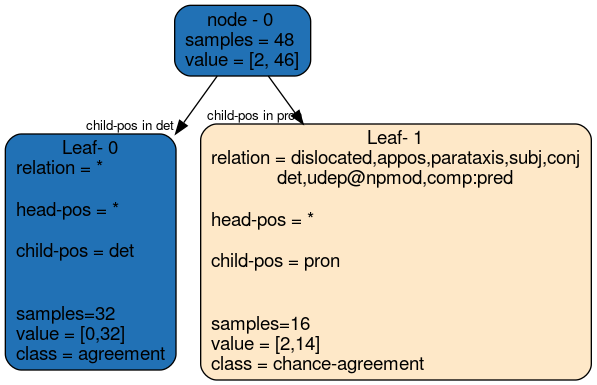 node - 0
samples = 48
value = [2, 46]
child-pos in det
child-pos in pro
Leaf- 0
relation = *
head-pos = *
child-pos = det
samples=32
value = [0,32]
class = agreement
Leaf- 1
relation = dislocated,appos,parataxis,subj,conj
det,udep@npmod,comp:pred
head-pos = *
child-pos = pron
samples=16
value = [2,14]
class = chance-agreement